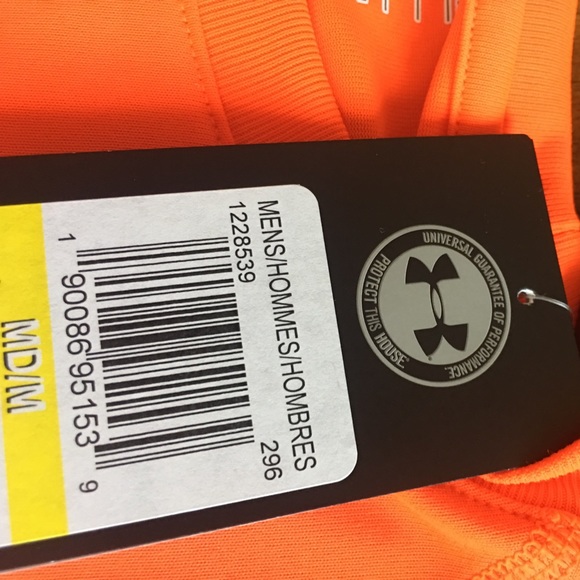 MENS/HOMMES/HOMBRES
1228539 296
1 90086 95153 9
MD/M
UNIVERSAL GUARANTEE OF PERFORMANCE.
PROTECT THIS HOUSE.